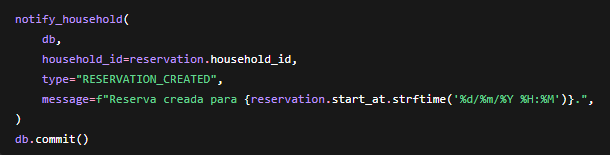 notify_household(
    db,
    household_id=reservation.household_id,
    type="RESERVATION_CREATED",
    message=f"Reserva creada para {reservation.start_at.strftime('%d/%m/%Y %H:%M')}.",
)
db.commit()